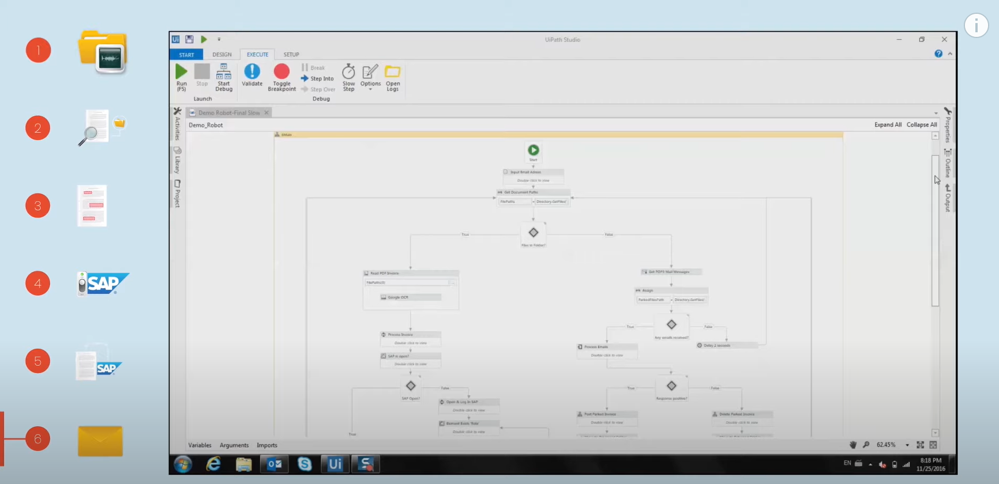 1
2
3
4
SAP
5
SAP
6
i
Ui
UiPath Studio
START
DESIGN
EXECUTE
SETUP
?
Run
(F5)
Stop
Start
Debug
Validate
Toggle
Breakpoint
Break
Step Into
Step Over
Slow
Step
Options
Open
Logs
Launch
Debug
Activities
Library
Project
Demo Robot-Final Slow
Demo_Robot
Expand All
Collapse All
Properties
Outline
Output
Main
Start
Input Email Adress
Double click to view
Get Document Paths
FilePaths
=
Directory.GetFiles(
True
Files in Folder?
False
Read PDF Invoice
FilePaths(0)
Google OCR
Get POP3 Mail Messages
Assign
ParkedFilesPath
=
Directory.GetFiles(
True
Any emails received?
False
Delay 2 seconds
Process Invoice
Double click to view
Process Emails
Double click to view
SAP is open?
Double click to view
SAP Open?
False
True
Open & Log In SAP
Double click to view
Element Exists 'Roto'
Double click to view
True
Response positive?
False
Post Parked Invoice
Double click to view
Delete Parked Invoice
Double click to view
Variables
Arguments
Imports
62.45%
Ui
EN
8:18 PM
11/25/2016